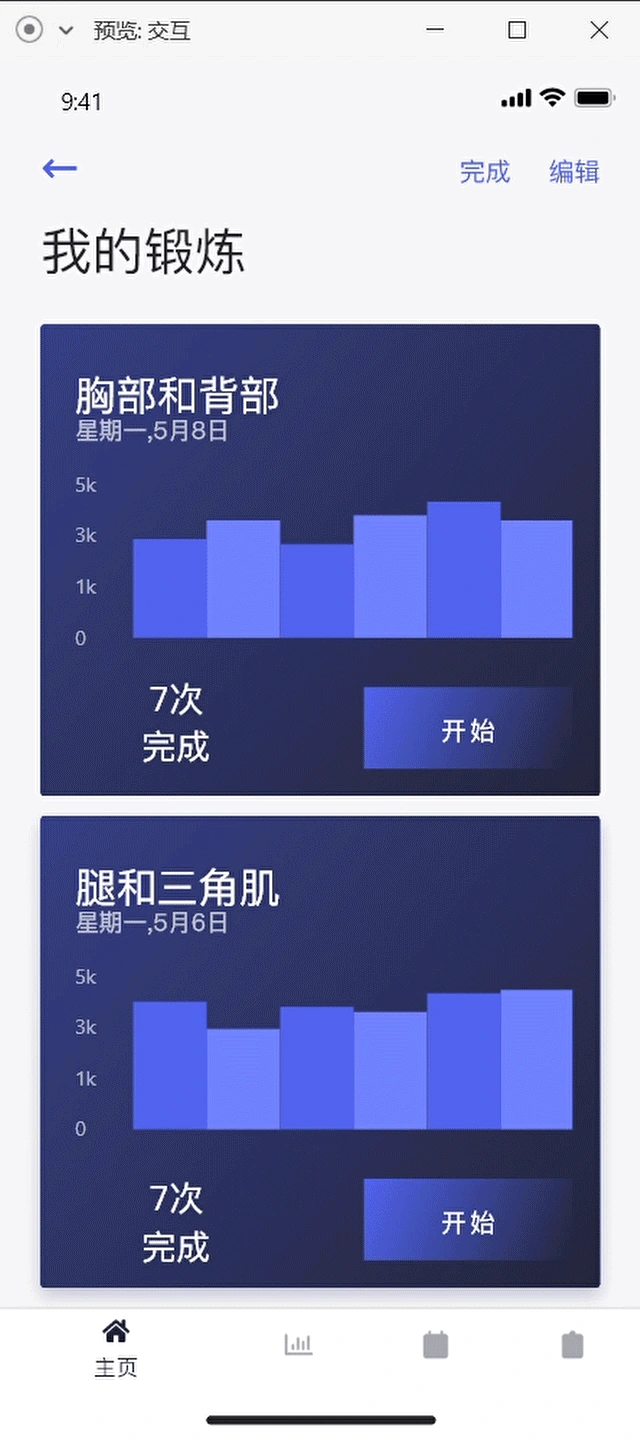 预览: 交互
9:41
完成 编辑
我的锻炼
胸部和背部
星期一,5月8日
5k
3k
1k
0
7次
完成
开始
腿和三角肌
星期一,5月6日
5k
3k
1k
0
7次
完成
开始
主页